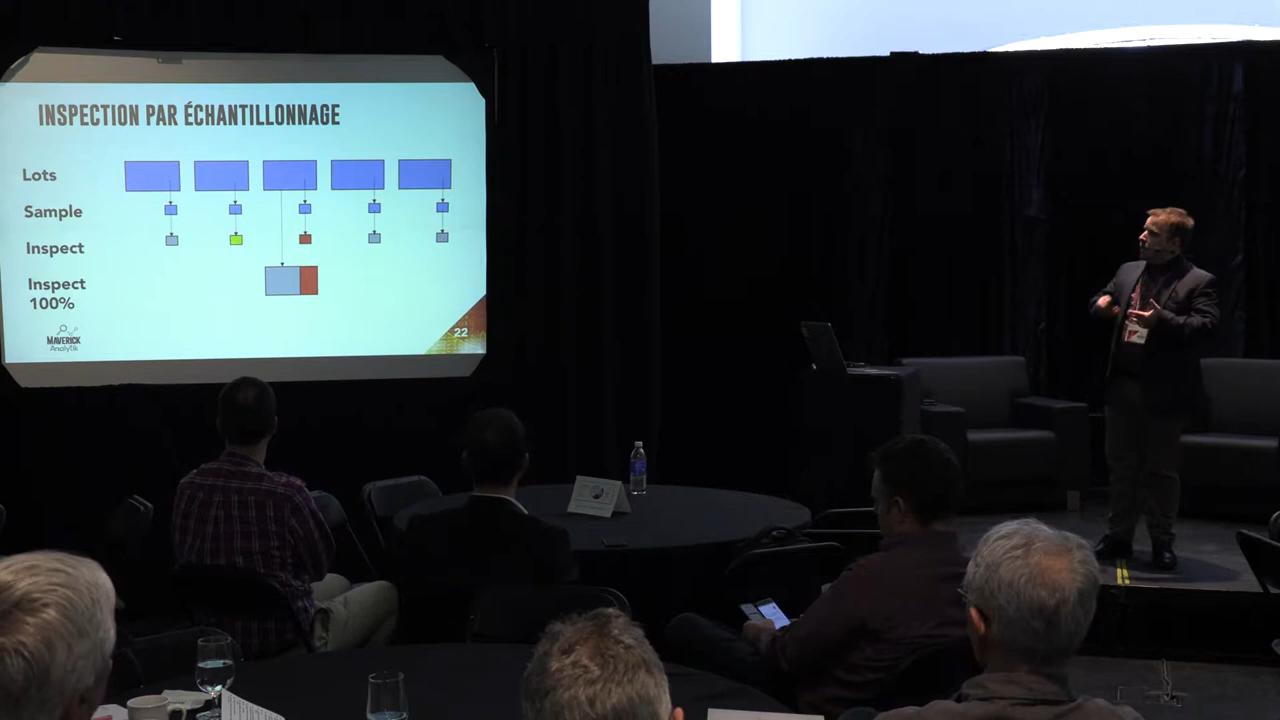 INSPECTION PAR ÉCHANTILLONNAGE
Lots
Sample
Inspect
Inspect
100%
MAVERICK
Analytik
22